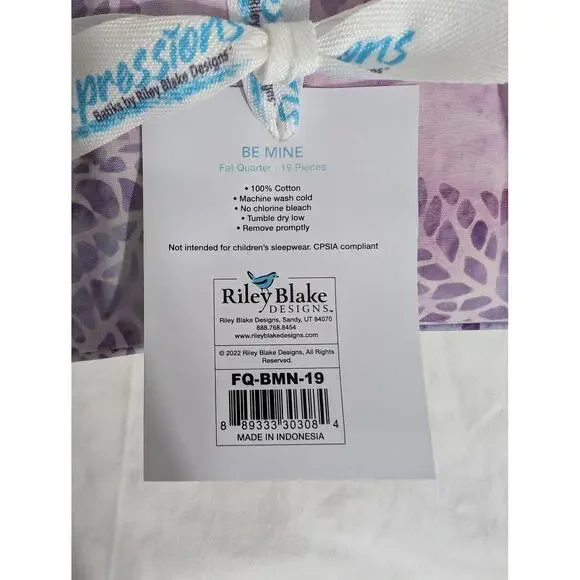 pressions
Batiks by Riley Blake Designs™
BE MINE
Fat Quarter - 19 Pieces
• 100% Cotton
• Machine wash cold
• No chlorine bleach
• Tumble dry low
• Remove promptly
Not intended for children's sleepwear. CPSIA compliant
Riley Blake
DESIGNS™
Riley Blake Designs, Sandy, UT 84070
888.768.8454
www.rileyblakedesigns.com
© 2022 Riley Blake Designs, All Rights
Reserved.
FQ-BMN-19
8 89333 30308 4
MADE IN INDONESIA